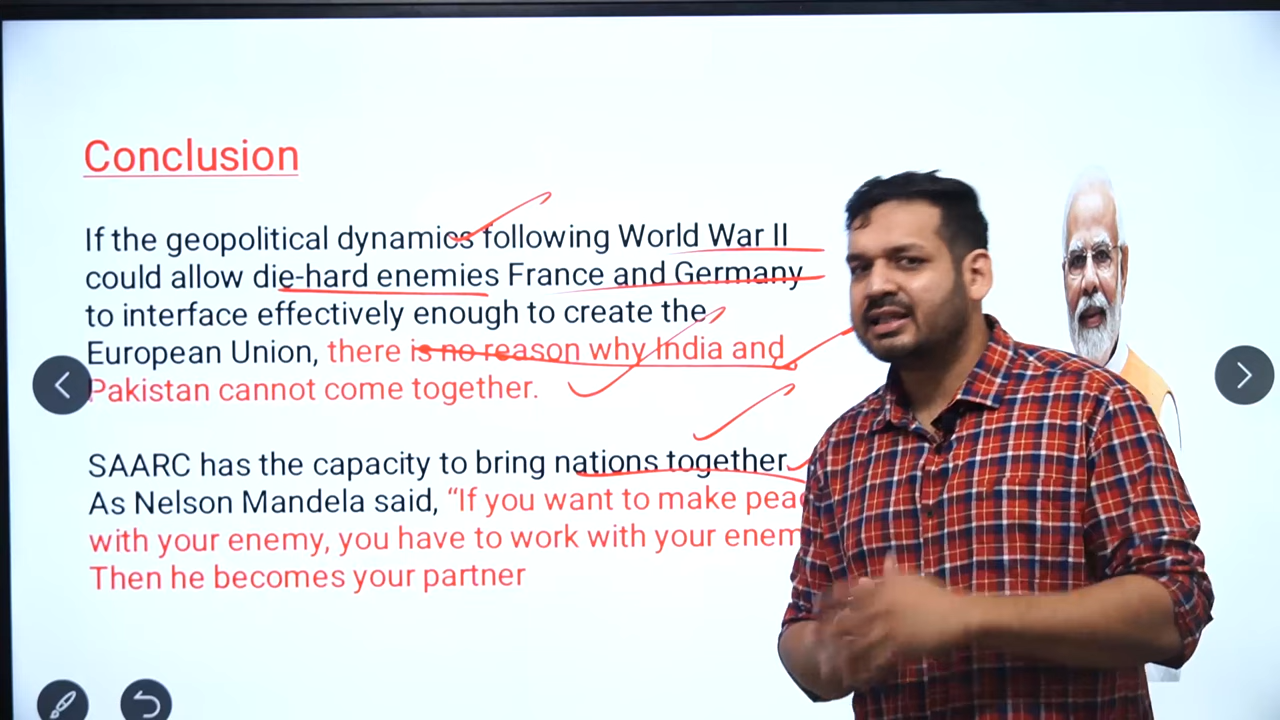 Conclusion
If the geopolitical dynamics following World War II
could allow die-hard enemies France and Germany
to interface effectively enough to create the
European Union, there is no reason why India and
Pakistan cannot come together.
SAARC has the capacity to bring nations together.
As Nelson Mandela said, “If you want to make peac
with your enemy, you have to work with your enem
Then he becomes your partner